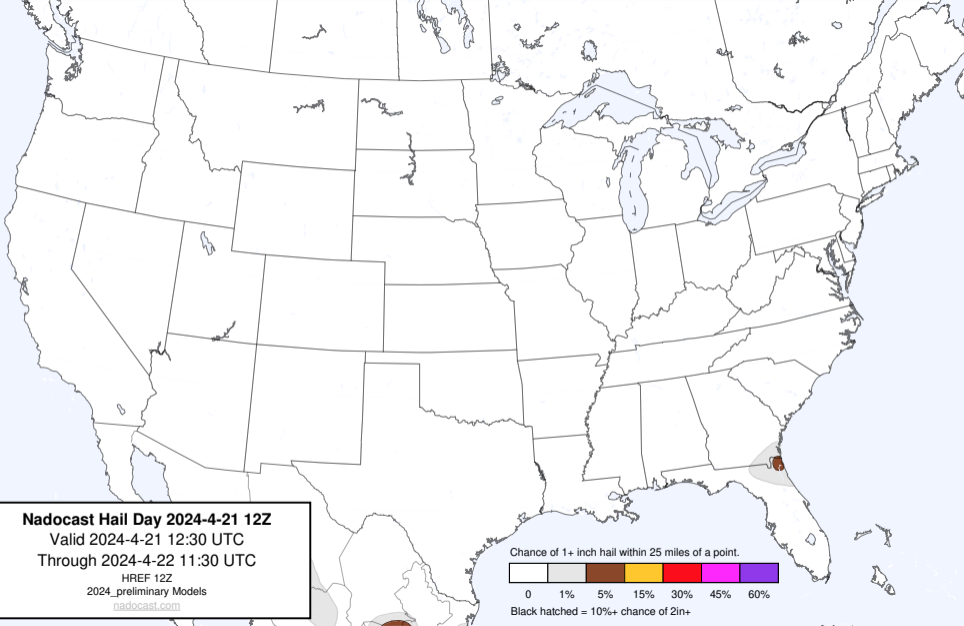 Nadocast Hail Day 2024-4-21 12Z
Valid 2024-4-21 12:30 UTC
Through 2024-4-22 11:30 UTC
HREF 12Z
2024_preliminary Models
nadocast.com
Chance of 1+ inch hail within 25 miles of a point.
0 1% 5% 15% 30% 45% 60%
Black hatched = 10%+ chance of 2in+